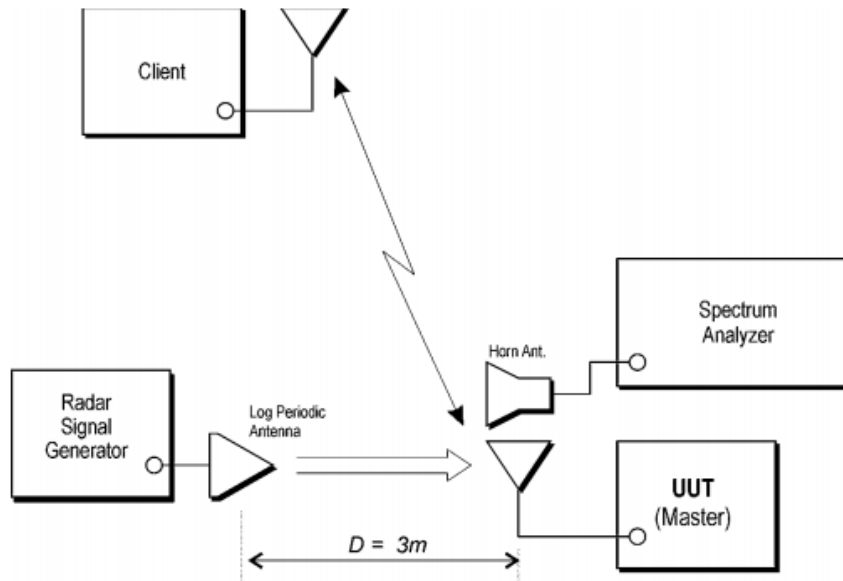 Client
Spectrum
Analyzer
Horn Ant.
Radar
Signal
Generator
Log Periodic
Antenna
UUT
(Master)
D = 3m